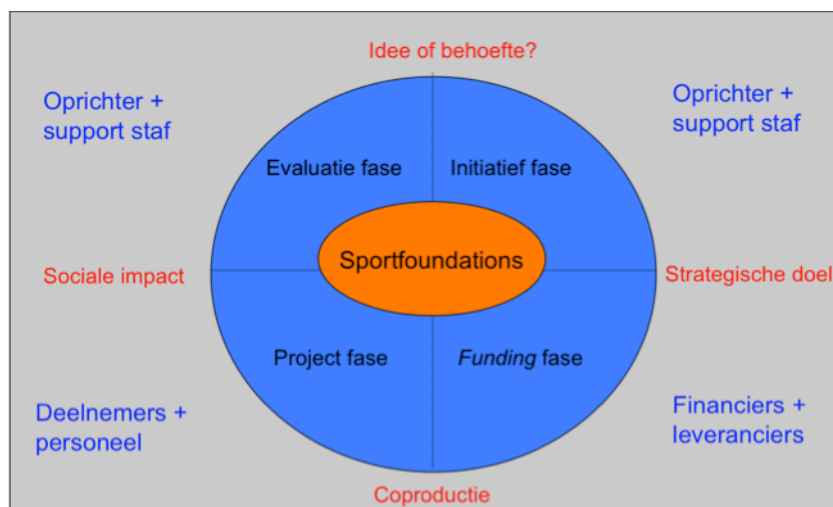 Idee of behoefte?
Oprichter +
support staf
Oprichter +
support staf
Evaluatie fase
Initiatief fase
Sportfoundations
Sociale impact
Strategische doel
Project fase
Funding fase
Deelnemers +
personeel
Financiers +
leveranciers
Coproductie